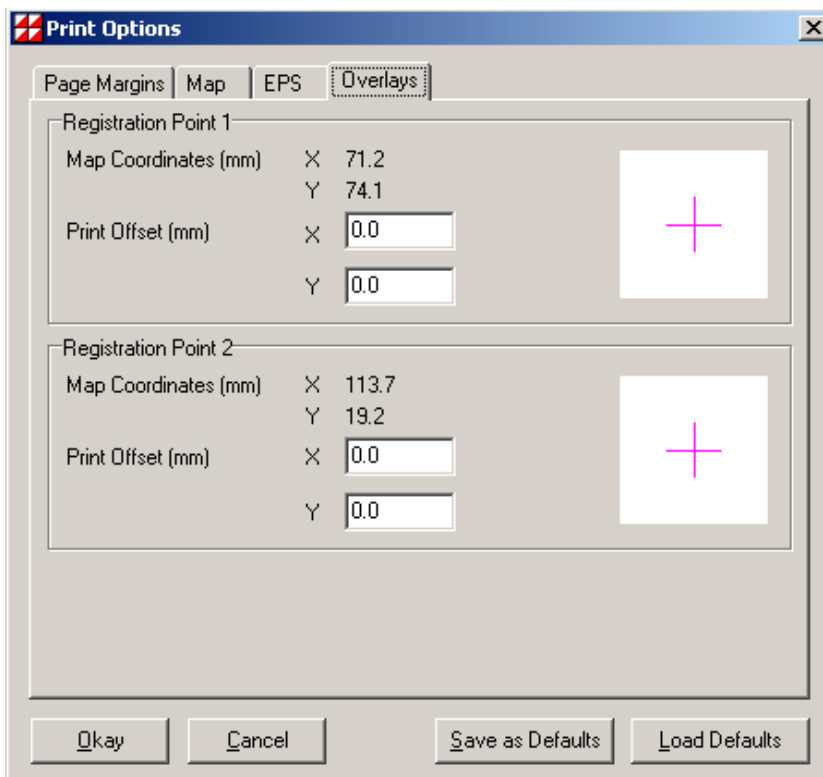 Print Options
Page Margins Map EPS Overlays
Registration Point 1
Map Coordinates (mm) X 71.2
Y 74.1
Print Offset (mm) X 0.0
Y 0.0
Registration Point 2
Map Coordinates (mm) X 113.7
Y 19.2
Print Offset (mm) X 0.0
Y 0.0
Okay Cancel Save as Defaults Load Defaults